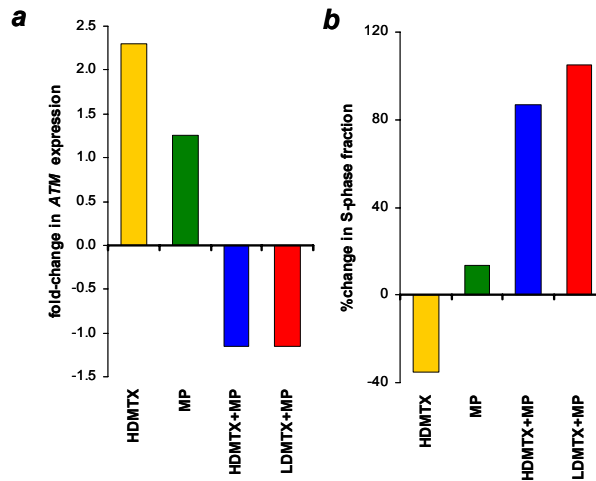 a
fold-change in ATM expression
2.5
2.0
1.5
1.0
0.5
0.0
-0.5
-1.0
-1.5
HDMTX
MP
HDMTX+MP
LDMTX+MP
b
%change in S-phase fraction
120
80
40
0
-40
HDMTX
MP
HDMTX+MP
LDMTX+MP